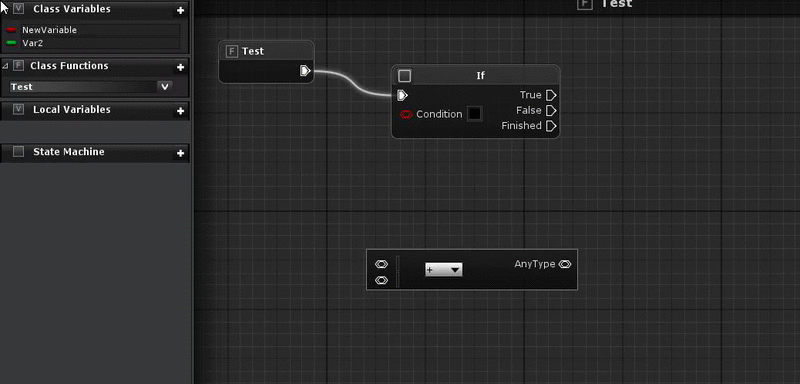 Class Variables
NewVariable
Var2
Class Functions
Test
Local Variables
State Machine
F Test
F Test
If
True
Condition
False
Finished
+
AnyType